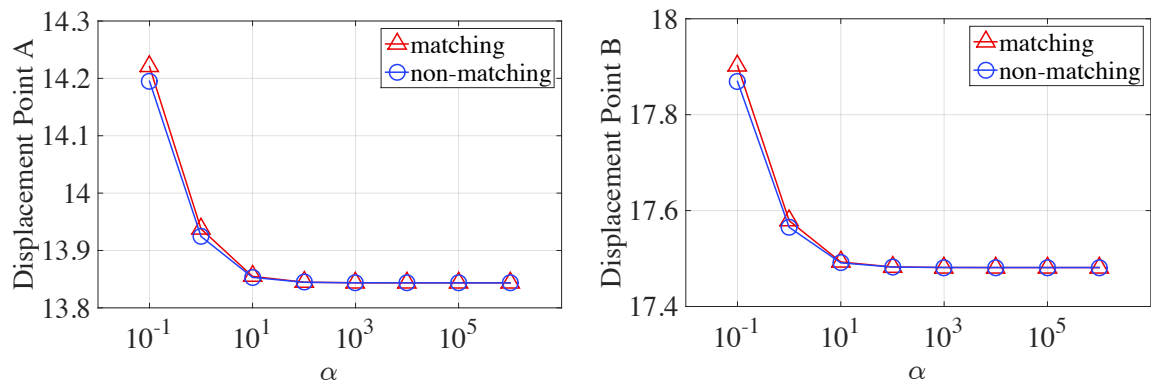 Displacement Point A
14.3
14.2
14.1
14
13.9
13.8
matching
non-matching
10^-1
10^1
10^3
10^5
α
Displacement Point B
18
17.8
17.6
17.4
matching
non-matching
10^-1
10^1
10^3
10^5
α